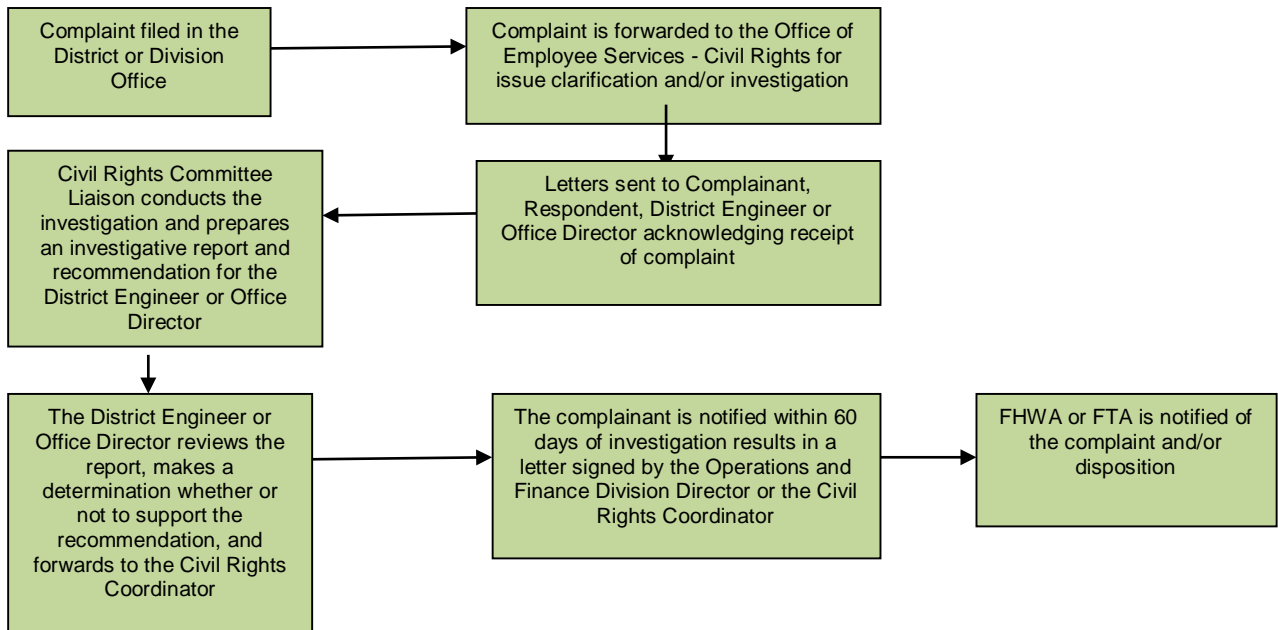 Complaint filed in the
District or Division
Office
Complaint is forwarded to the Office of
Employee Services - Civil Rights for
issue clarification and/or investigation
Letters sent to Complainant,
Respondent, District Engineer or
Office Director acknowledging receipt
of complaint
Civil Rights Committee
Liaison conducts the
investigation and prepares
an investigative report and
recommendation for the
District Engineer or Office
Director
The District Engineer or
Office Director reviews the
report, makes a
determination whether or
not to support the
recommendation, and
forwards to the Civil Rights
Coordinator
The complainant is notified within 60
days of investigation results in a
letter signed by the Operations and
Finance Division Director or the Civil
Rights Coordinator
FHWA or FTA is notified of
the complaint and/or
disposition